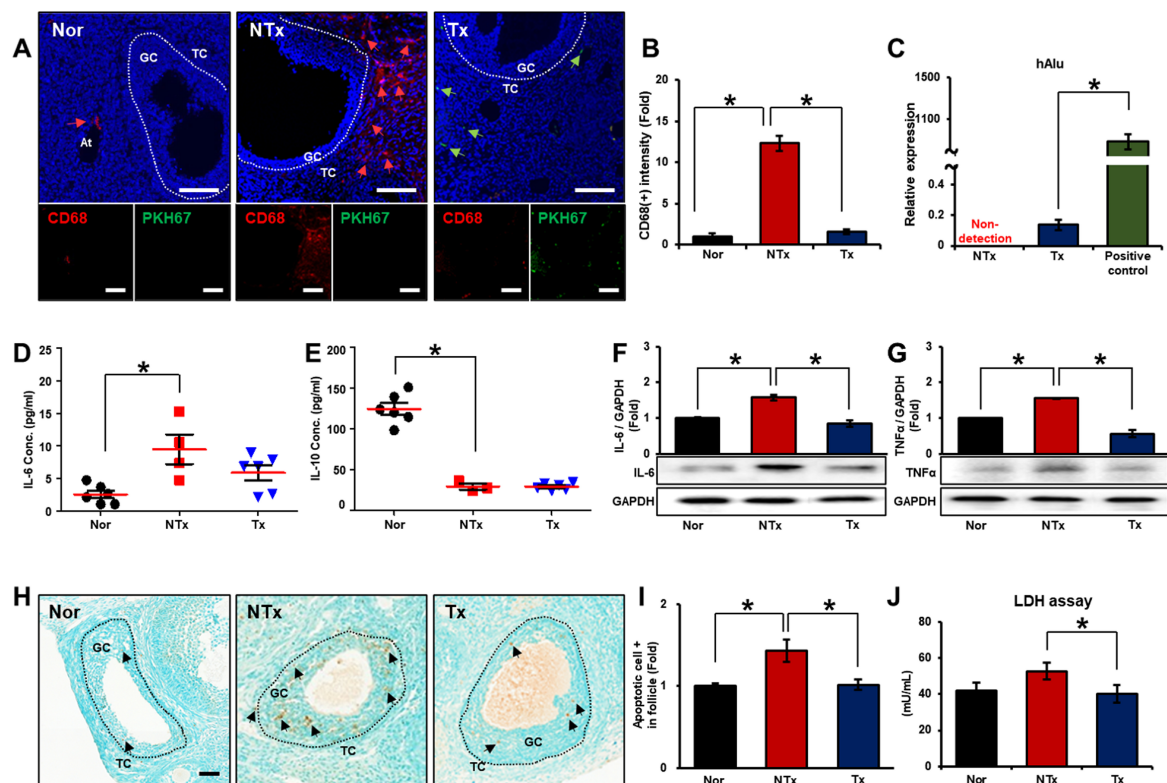 A
Nor
GC
TC
At
NTx
GC
TC
Tx
GC
TC
CD68
PKH67
CD68
PKH67
CD68
PKH67
B
CD68(+) intensity (Fold)
20
15
10
5
0
*
*
Nor
NTx
Tx
C
hAlu
Relative expression
1500
1100
0.4
0.2
0
*
Non-
detection
NTx
Tx
Positive
control
D
IL-6 Conc. (pg/ml)
25
20
15
10
5
0
*
Nor
NTx
Tx
E
IL-10 Conc. (pg/ml)
200
150
100
50
0
*
Nor
NTx
Tx
F
IL-6 / GAPDH
(Fold)
3
2
1
0
*
*
IL-6
GAPDH
Nor
NTx
Tx
G
TNFα / GAPDH
(Fold)
3
2
1
0
*
*
TNFα
GAPDH
Nor
NTx
Tx
H
Nor
GC
TC
NTx
GC
TC
Tx
GC
TC
I
Apoptotic cell +
in follicle (Fold)
2
1
0
*
*
Nor
NTx
Tx
J
LDH assay
(mU/mL)
80
60
40
20
0
*
Nor
NTx
Tx